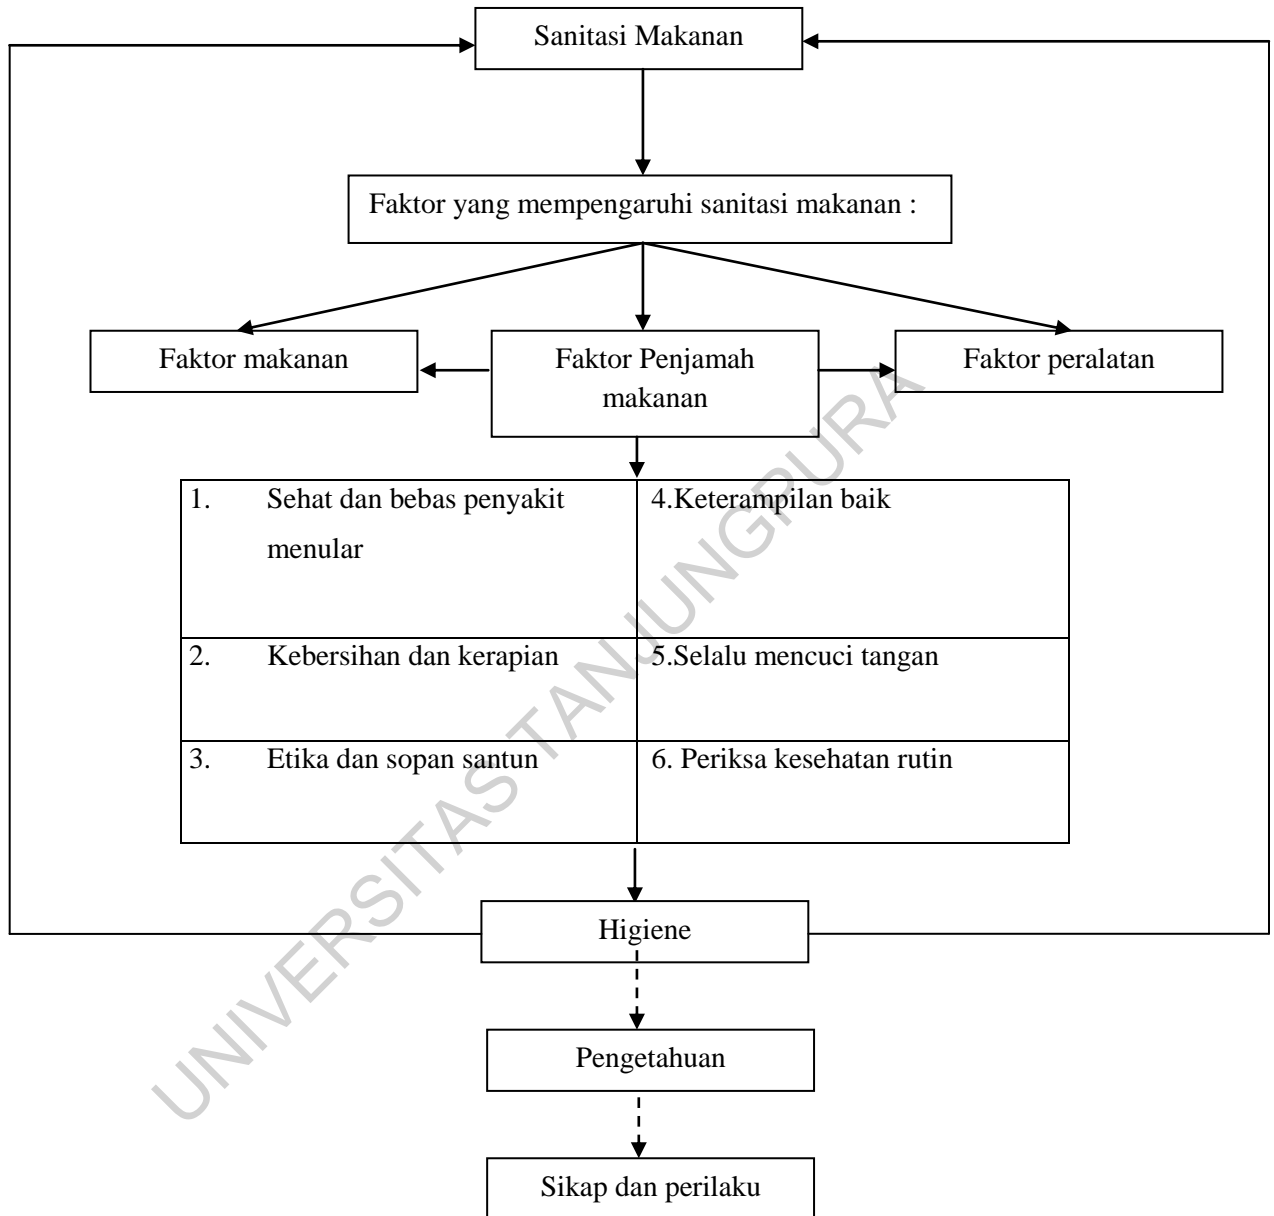 Sanitasi Makanan
Faktor yang mempengaruhi sanitasi makanan :
Faktor makanan
Faktor Penjamah
makanan
Faktor peralatan
1. Sehat dan bebas penyakit
menular
4.Keterampilan baik
2. Kebersihan dan kerapian
5.Selalu mencuci tangan
3. Etika dan sopan santun
6. Periksa kesehatan rutin
Higiene
Pengetahuan
Sikap dan perilaku
UNIVERSITAS TANJUNGPURA